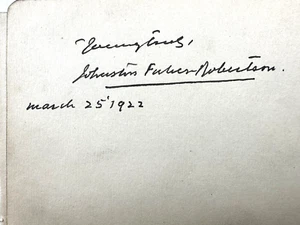 Yours truly,
Johnston Forbes-Robertson.
march 25' 1922